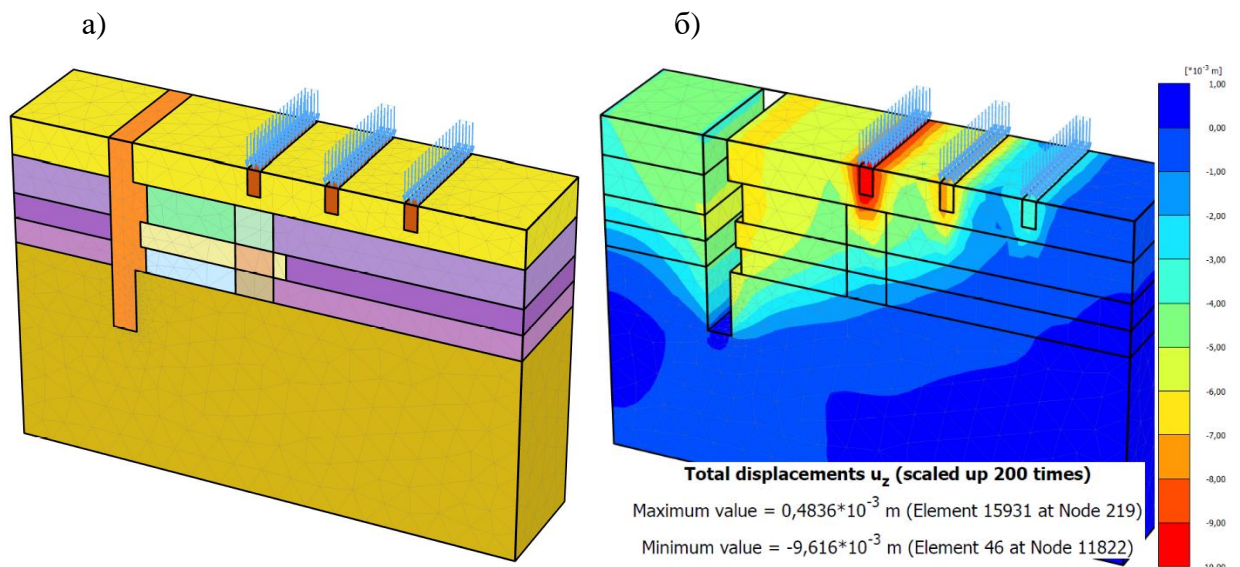 а)
б)
[*10⁻³ m]
1,00
0,00
-1,00
-2,00
-3,00
-4,00
-5,00
-6,00
-7,00
-8,00
-9,00
-10,00
Total displacements u_z (scaled up 200 times)
Maximum value = 0,4836*10⁻³ m (Element 15931 at Node 219)
Minimum value = -9,616*10⁻³ m (Element 46 at Node 11822)